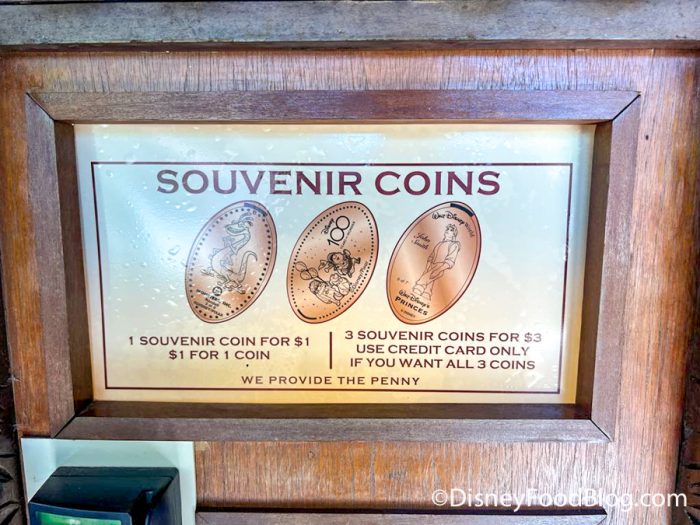 SOUVENIR COINS
Disney
100
Walt Disney World
John Smith
Walt Disney's
PRINCES
1 SOUVENIR COIN FOR $1
$1 FOR 1 COIN
3 SOUVENIR COINS FOR $3
USE CREDIT CARD ONLY
IF YOU WANT ALL 3 COINS
WE PROVIDE THE PENNY
©DisneyFoodBlog.com